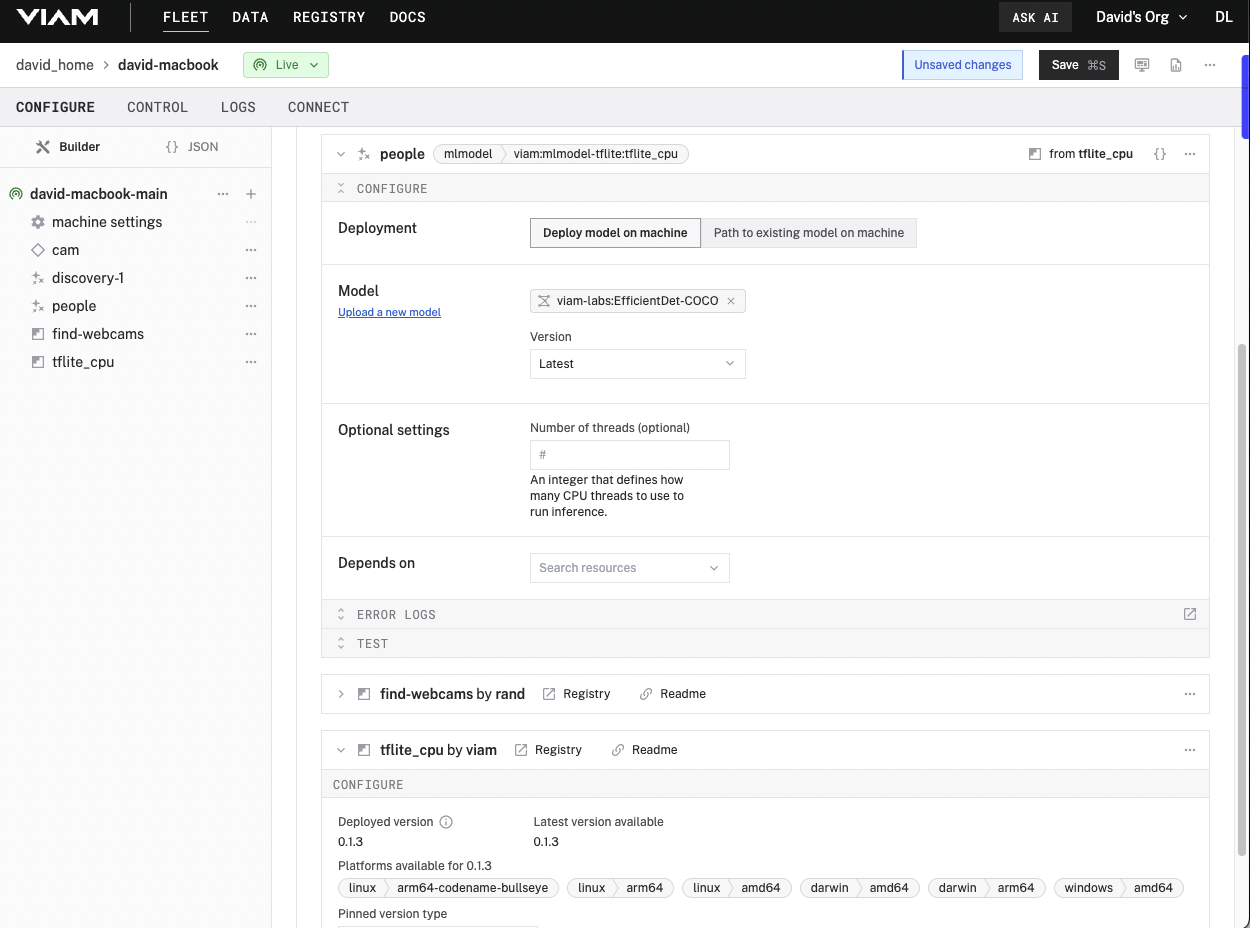 VIAM FLEET DATA REGISTRY DOCS ASK AI David's Org DL
david_home > david-macbook Live Unsaved changes Save ⌘S
CONFIGURE CONTROL LOGS CONNECT
Builder {} JSON
david-macbook-main
machine settings
cam
discovery-1
people
find-webcams
tflite_cpu
people mlmodel viam:mlmodel-tflite:tflite_cpu from tflite_cpu {}
CONFIGURE
Deployment Deploy model on machine Path to existing model on machine
Model
Upload a new model
viam-labs:EfficientDet-COCO
Version
Latest
Optional settings
Number of threads (optional)
#
An integer that defines how
many CPU threads to use to
run inference.
Depends on Search resources
ERROR LOGS
TEST
find-webcams by rand Registry Readme
tflite_cpu by viam Registry Readme
CONFIGURE
Deployed version Latest version available
0.1.3 0.1.3
Platforms available for 0.1.3
linux arm64-codename-bullseye linux arm64 linux amd64 darwin amd64 darwin arm64 windows amd64
Pinned version type